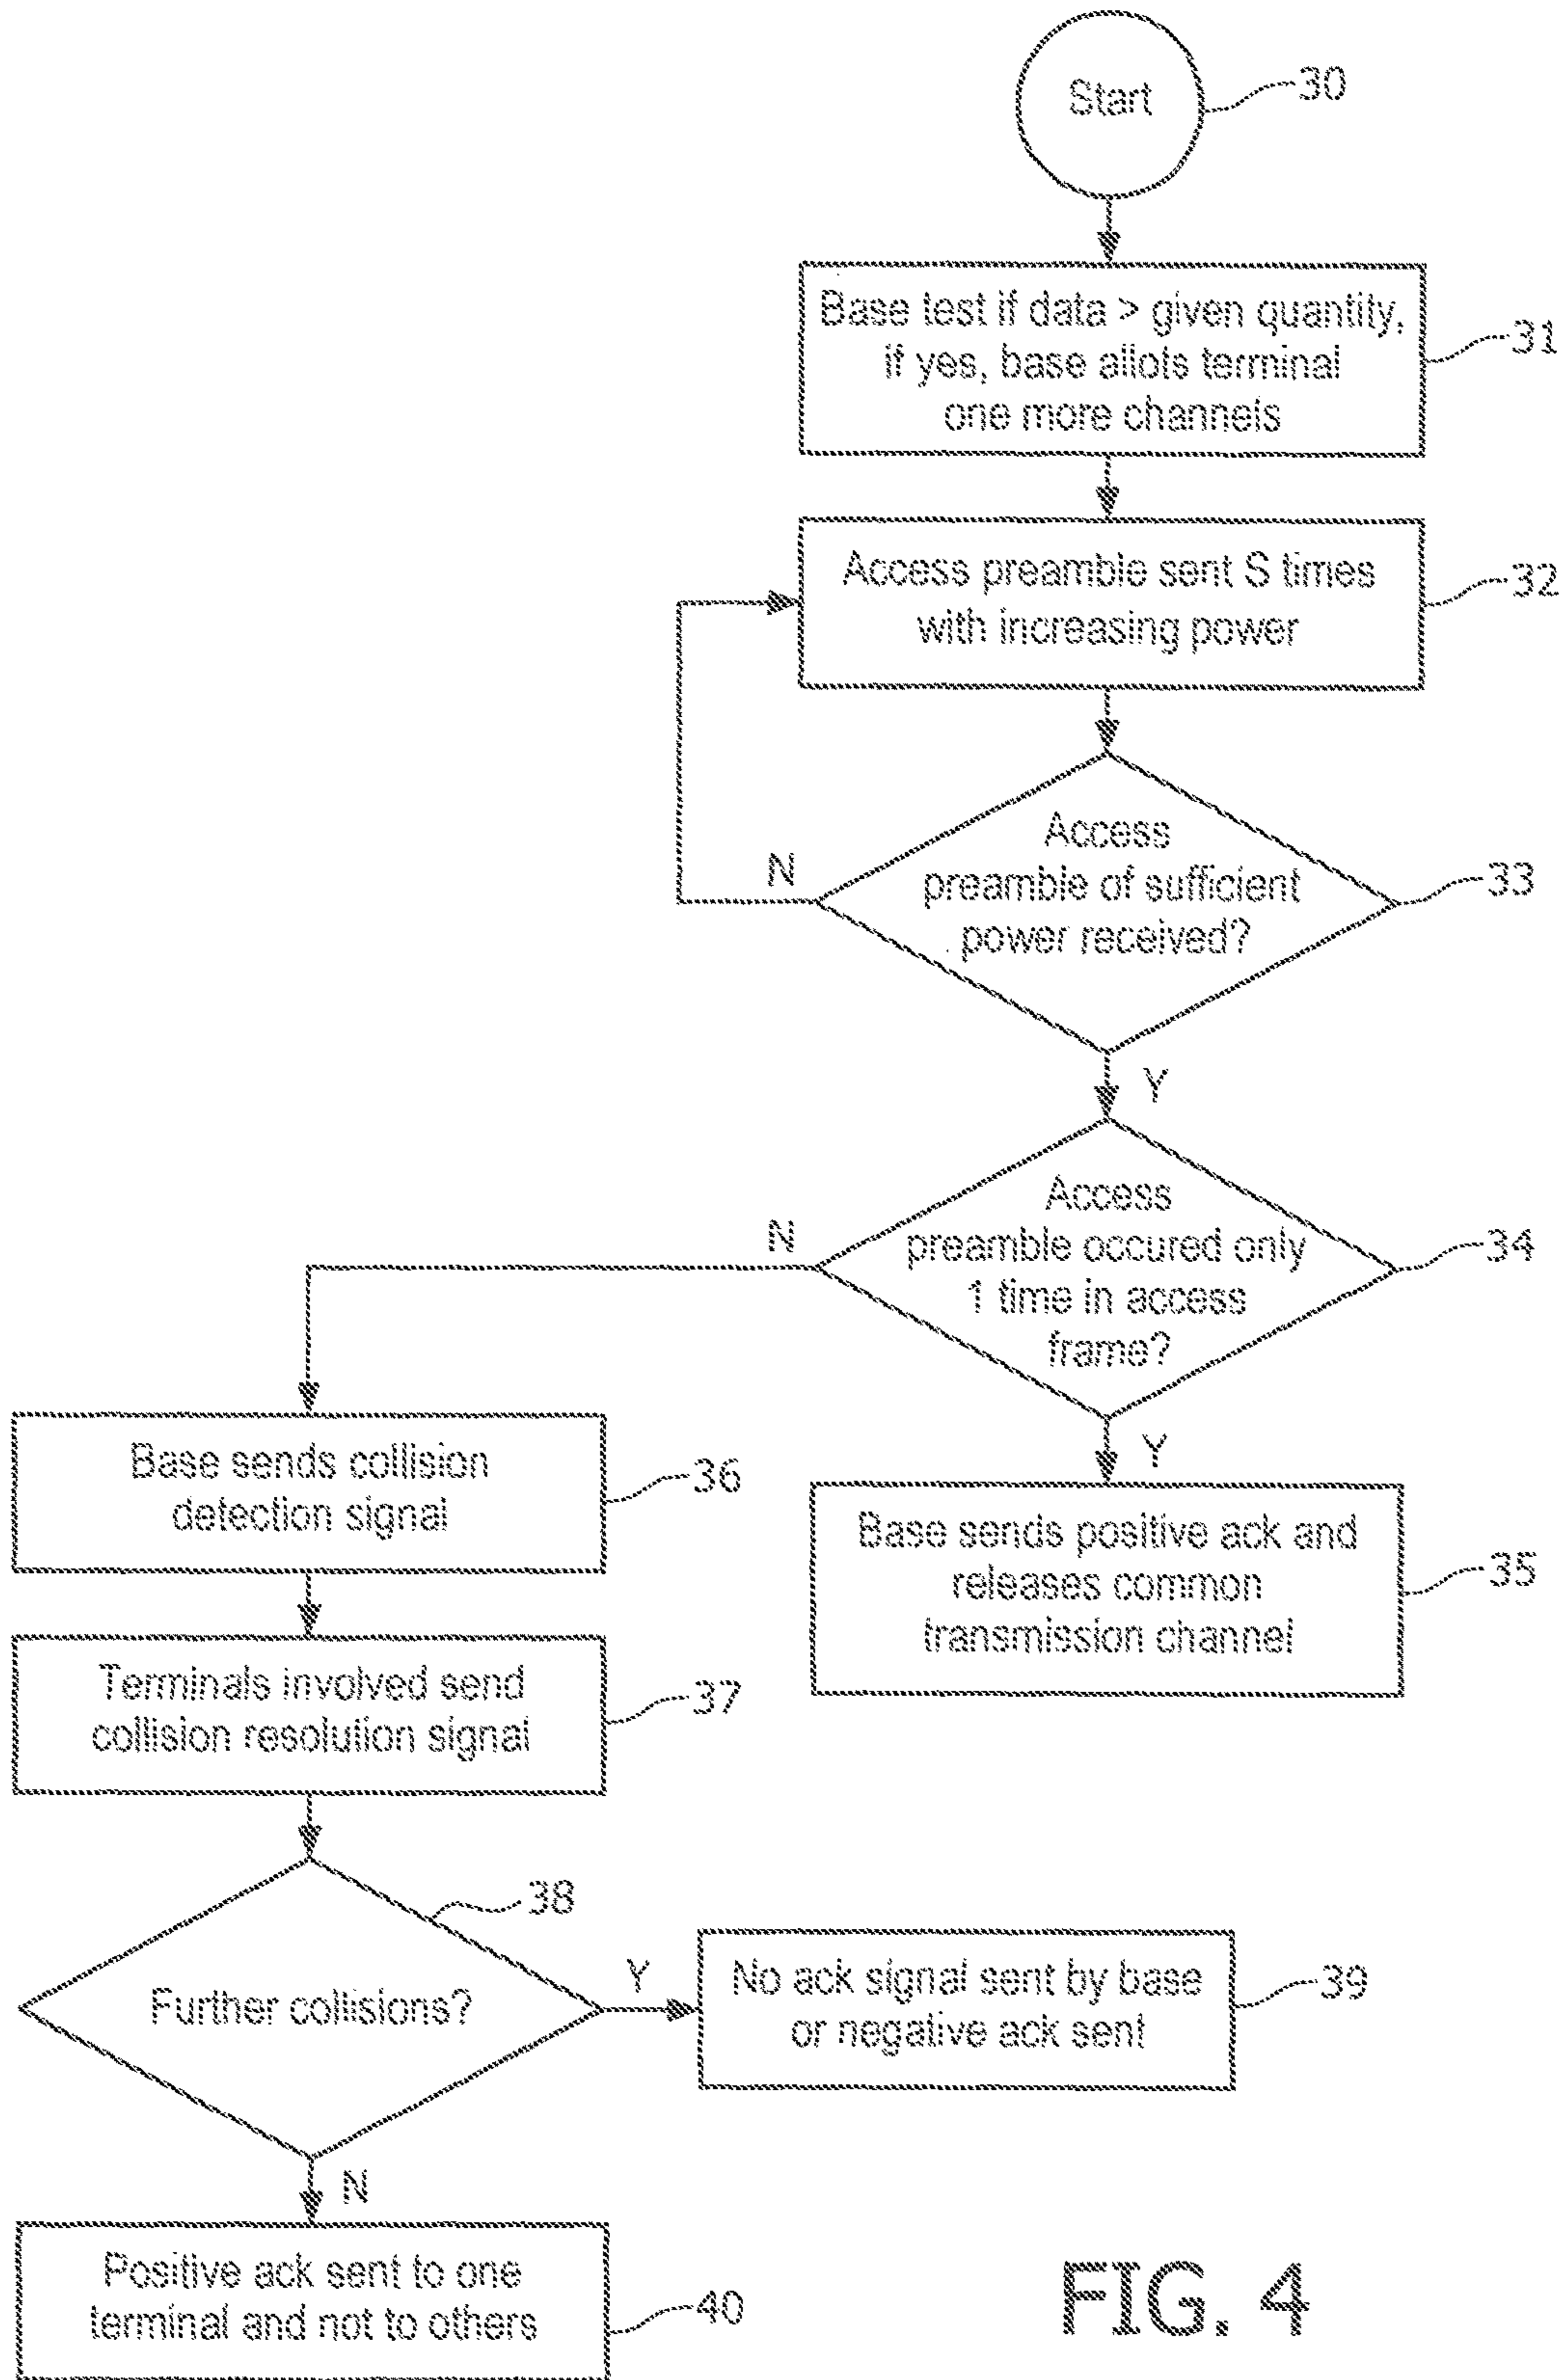 Start
30
Base test if data > given quantity,
if yes, base allots terminal
one more channels
31
Access preamble sent S times
with increasing power
32
Access
preamble of sufficient
power received?
33
N
Y
Access
preamble occured only
1 time in access
frame?
34
N
Y
Base sends collision
detection signal
36
Base sends positive ack and
releases common
transmission channel
35
Terminals involved send
collision resolution signal
37
Further collisions?
38
Y
No ack signal sent by base
or negative ack sent
39
N
Positive ack sent to one
terminal and not to others
40
FIG. 4